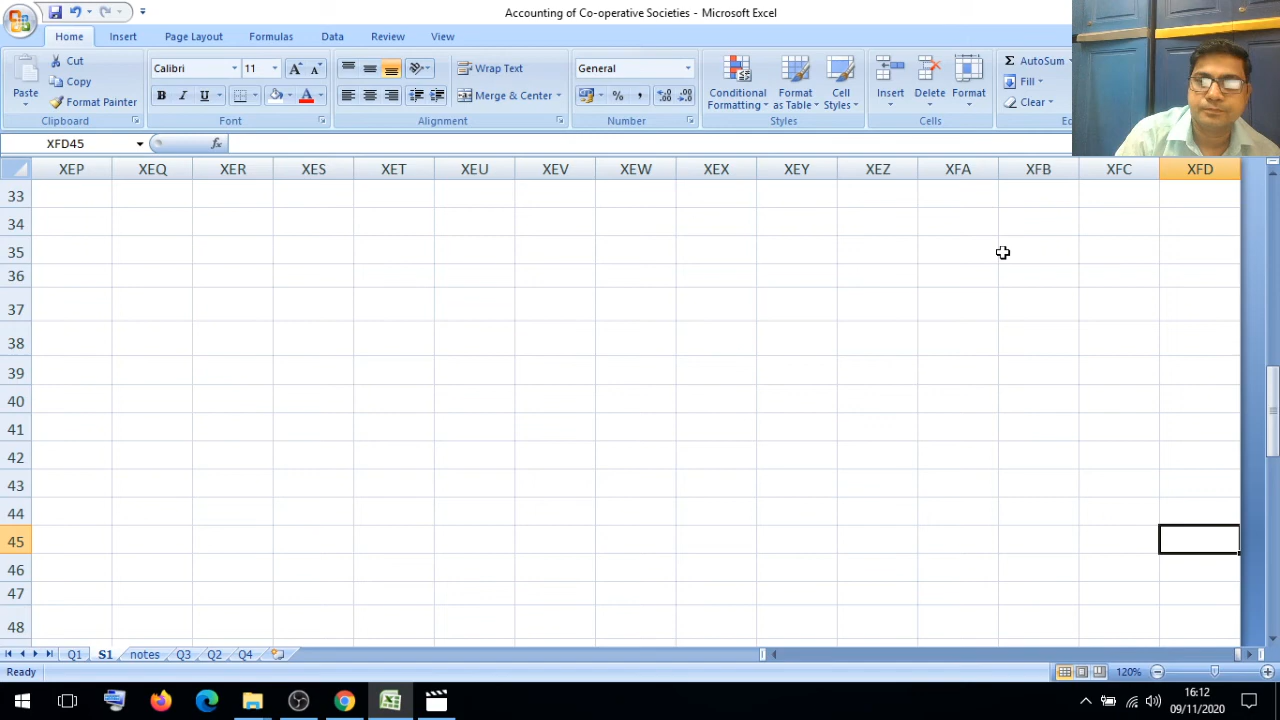 Accounting of Co-operative Societies - Microsoft Excel
Home Insert Page Layout Formulas Data Review View
Paste
Cut
Copy
Format Painter
Clipboard
Calibri 11
B I U A
Font
Wrap Text
Merge & Center
Alignment
General
% ,
Number
Conditional Formatting
Format as Table
Cell Styles
Styles
Insert Delete Format
Cells
Σ AutoSum
Fill
Clear
XFD45 fx
XEP XEQ XER XES XET XEU XEV XEW XEX XEY XEZ XFA XFB XFC XFD
33
34
35
36
37
38
39
40
41
42
43
44
45
46
47
48
Q1 S1 notes Q3 Q2 Q4
Ready 120%
16:12
09/11/2020